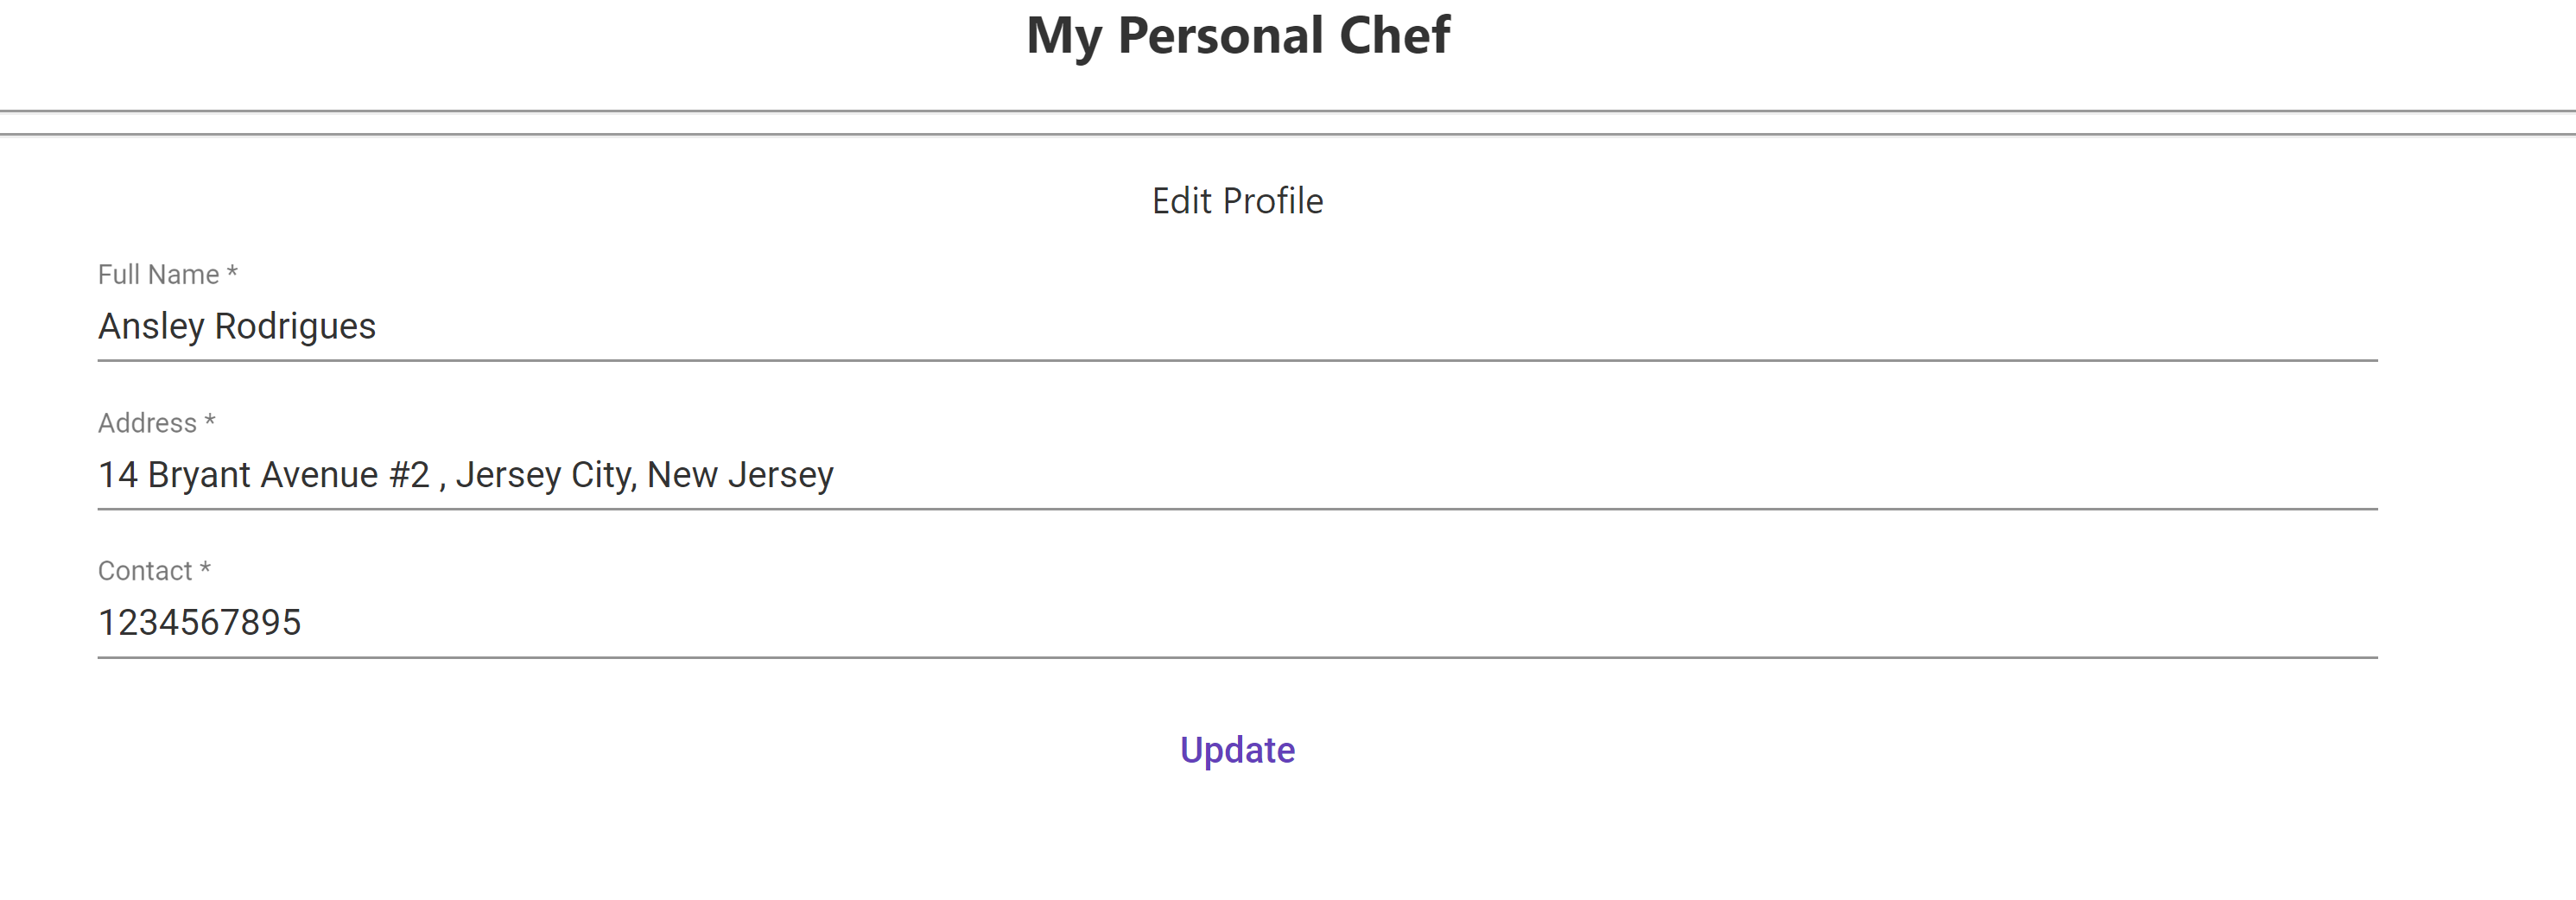 My Personal Chef
Edit Profile
Full Name *
Ansley Rodrigues
Address *
14 Bryant Avenue #2 , Jersey City, New Jersey
Contact *
1234567895
Update